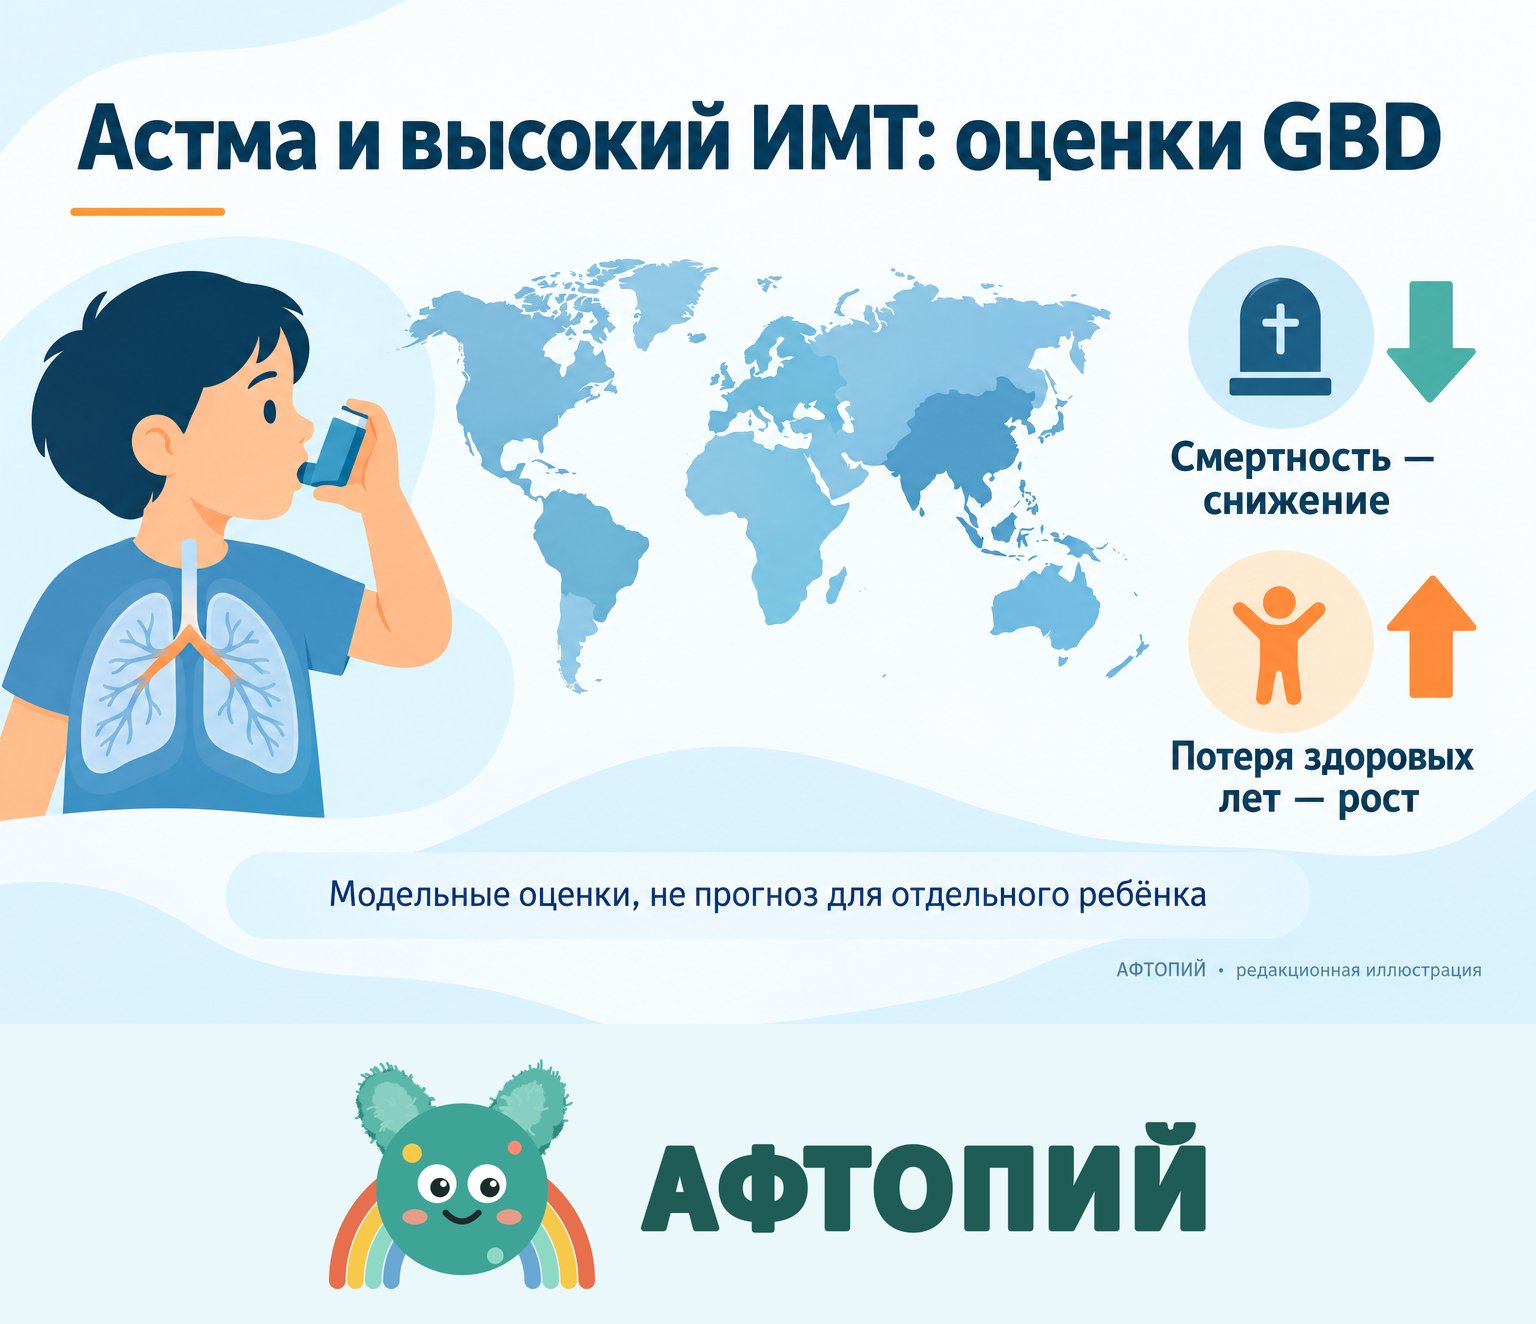 Астма и высокий ИМТ: оценки GBD
Смертность —
снижение
Потеря здоровых
лет — рост
Модельные оценки, не прогноз для отдельного ребёнка
АФТОПИЙ • редакционная иллюстрация
АФТОПИЙ